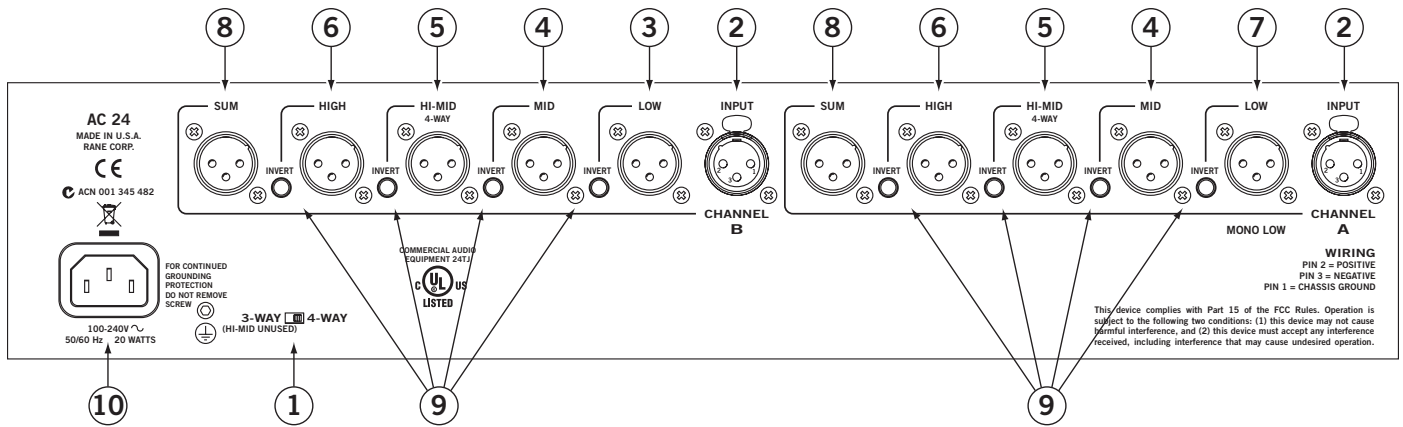 8 6 5 4 3 2 8 6 5 4 7 2
SUM HIGH HI-MID MID LOW INPUT SUM HIGH HI-MID MID LOW INPUT
4-WAY 4-WAY
AC 24
MADE IN U.S.A.
RANE CORP.
CE
ACN 001 345 482
INVERT INVERT INVERT INVERT INVERT INVERT INVERT INVERT
2 1 3
2 1 3
CHANNEL
B
CHANNEL
A
MONO LOW
WIRING
PIN 2 = POSITIVE
PIN 3 = NEGATIVE
PIN 1 = CHASSIS GROUND
FOR CONTINUED
GROUNDING
PROTECTION
DO NOT REMOVE
SCREW
COMMERCIAL AUDIO
EQUIPMENT 24TJ
C UL US
LISTED
3-WAY 4-WAY
(HI-MID UNUSED)
100-240V
50/60 Hz 20 WATTS
This device complies with Part 15 of the FCC Rules. Operation is
subject to the following two conditions: (1) this device may not cause
harmful interference, and (2) this device must accept any interference
received, including interference that may cause undesired operation.
10 1 9 9